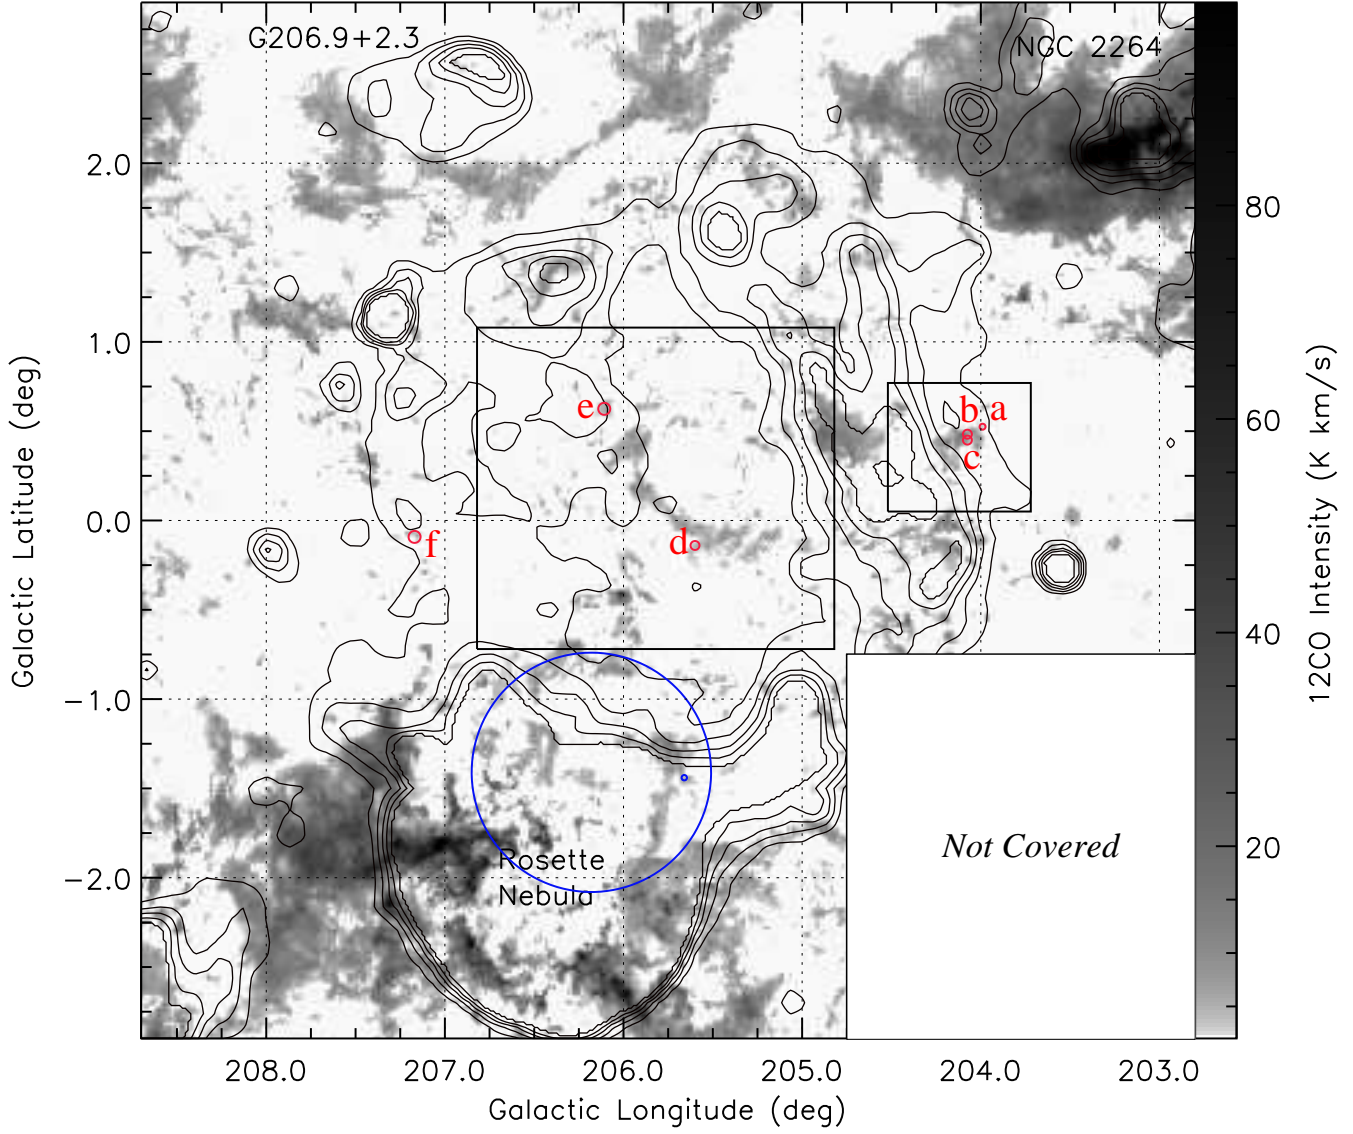 G206.9+2.3
NGC 2264
2.0
1.0
0.0
−1.0
−2.0
Galactic Latitude (deg)
e
b
a
c
d
f
Rosette
Nebula
Not Covered
208.0
207.0
206.0
205.0
204.0
203.0
Galactic Longitude (deg)
80
60
40
20
12CO Intensity (K km/s)